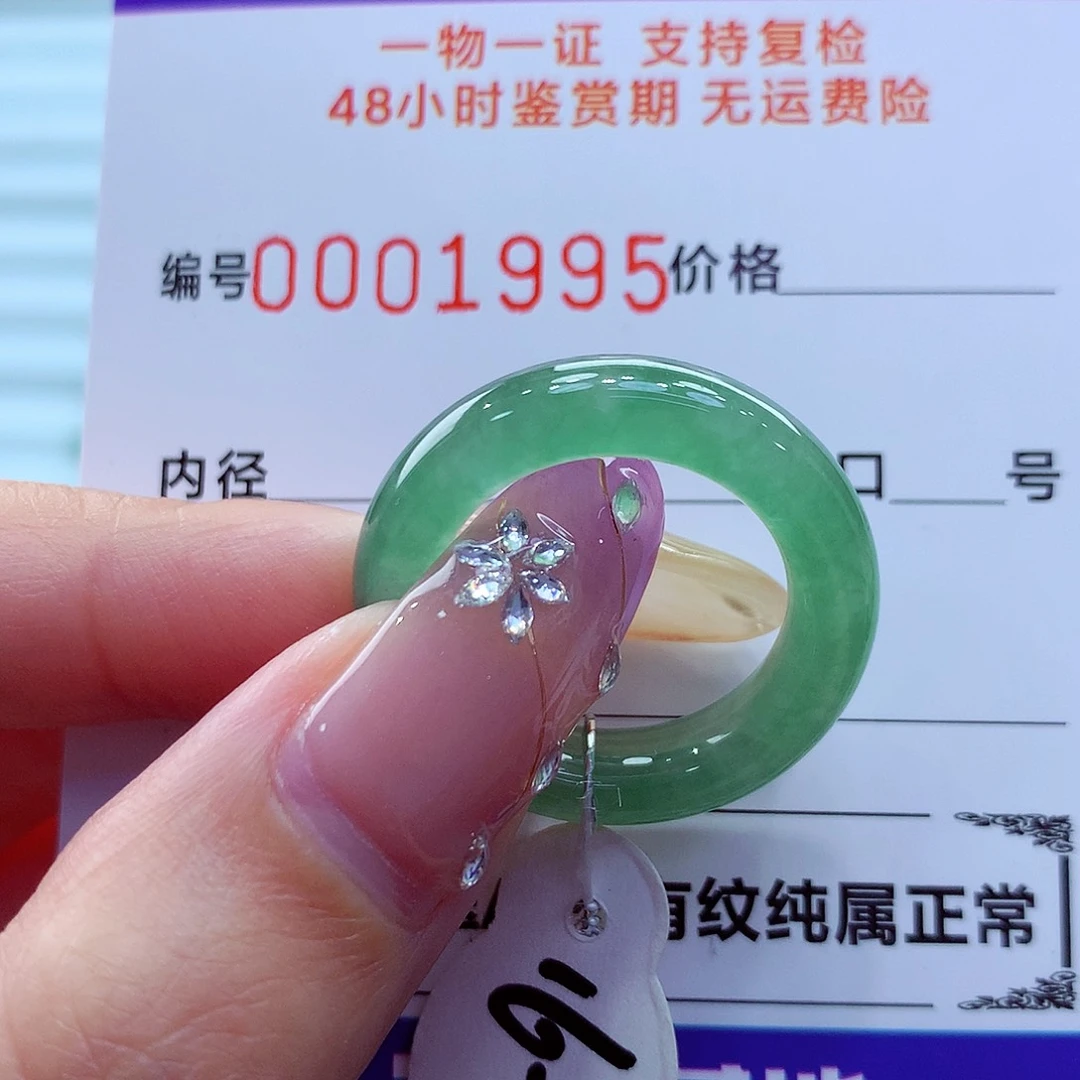 一物一证 支持复检
48小时鉴赏期 无运费险
编号0001995价格
内径 口 号
有纹纯属正常
16